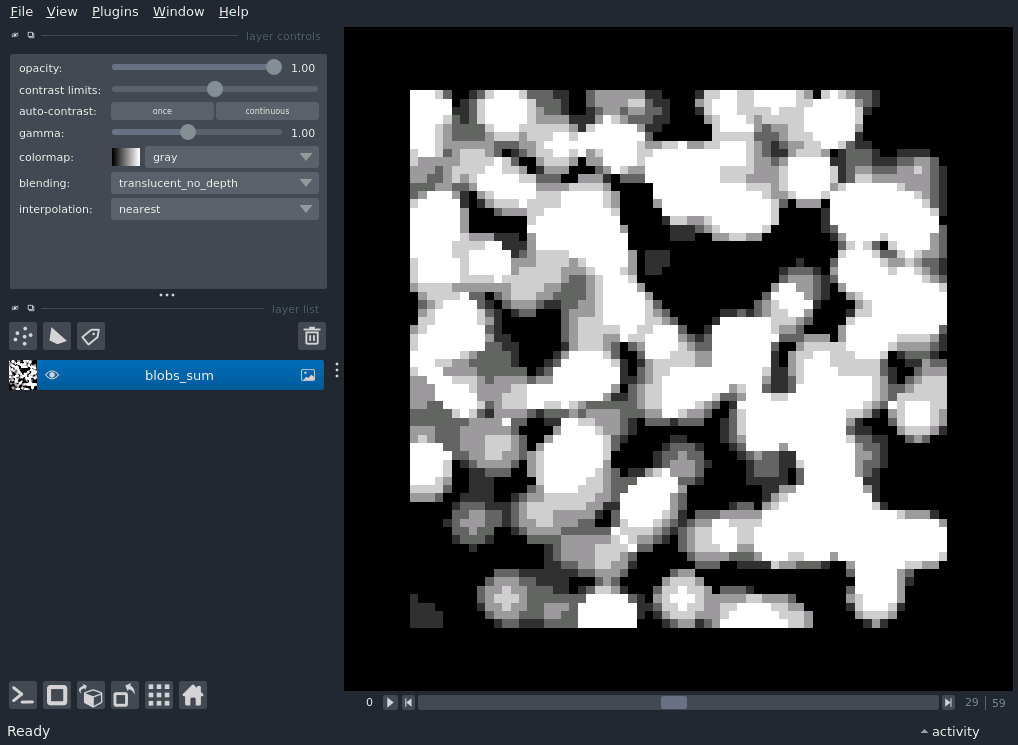 File View Plugins Window Help
layer controls
opacity: 1.00
contrast limits:
auto-contrast: once continuous
gamma: 1.00
colormap: gray
blending: translucent_no_depth
interpolation: nearest
layer list
blobs_sum
0 29 | 59
Ready activity